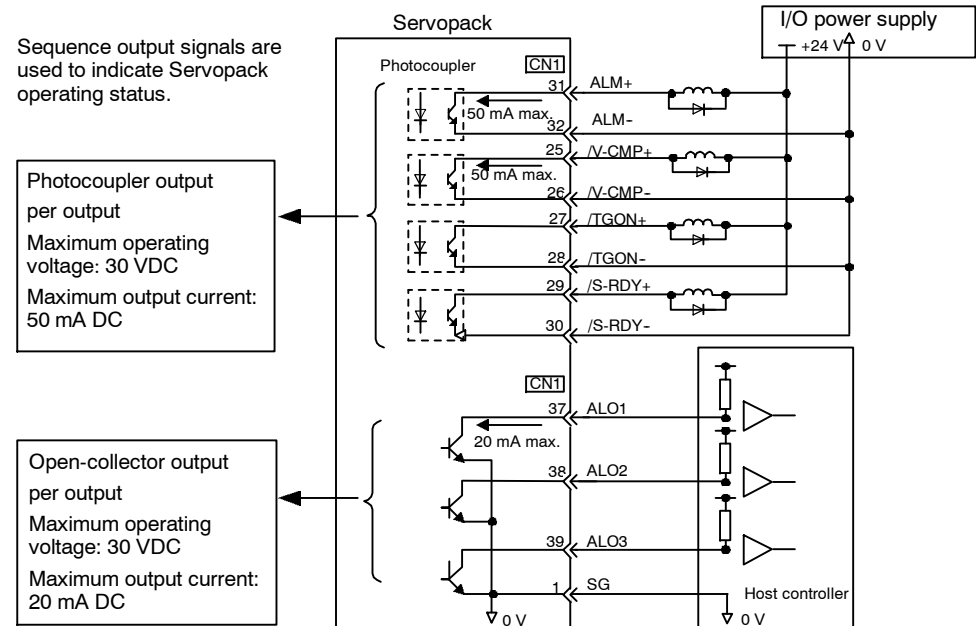 Servopack
I/O power supply
+24 V
0 V
Sequence output signals are
used to indicate Servopack
operating status.
Photocoupler
CN1
31
ALM+
50 mA max.
32
ALM-
25
/V-CMP+
50 mA max.
26
/V-CMP-
27
/TGON+
28
/TGON-
29
/S-RDY+
30
/S-RDY-
Photocoupler output
per output
Maximum operating
voltage: 30 VDC
Maximum output current:
50 mA DC
CN1
37
ALO1
20 mA max.
38
ALO2
39
ALO3
1
SG
0 V
Host controller
0 V
Open-collector output
per output
Maximum operating
voltage: 30 VDC
Maximum output current:
20 mA DC